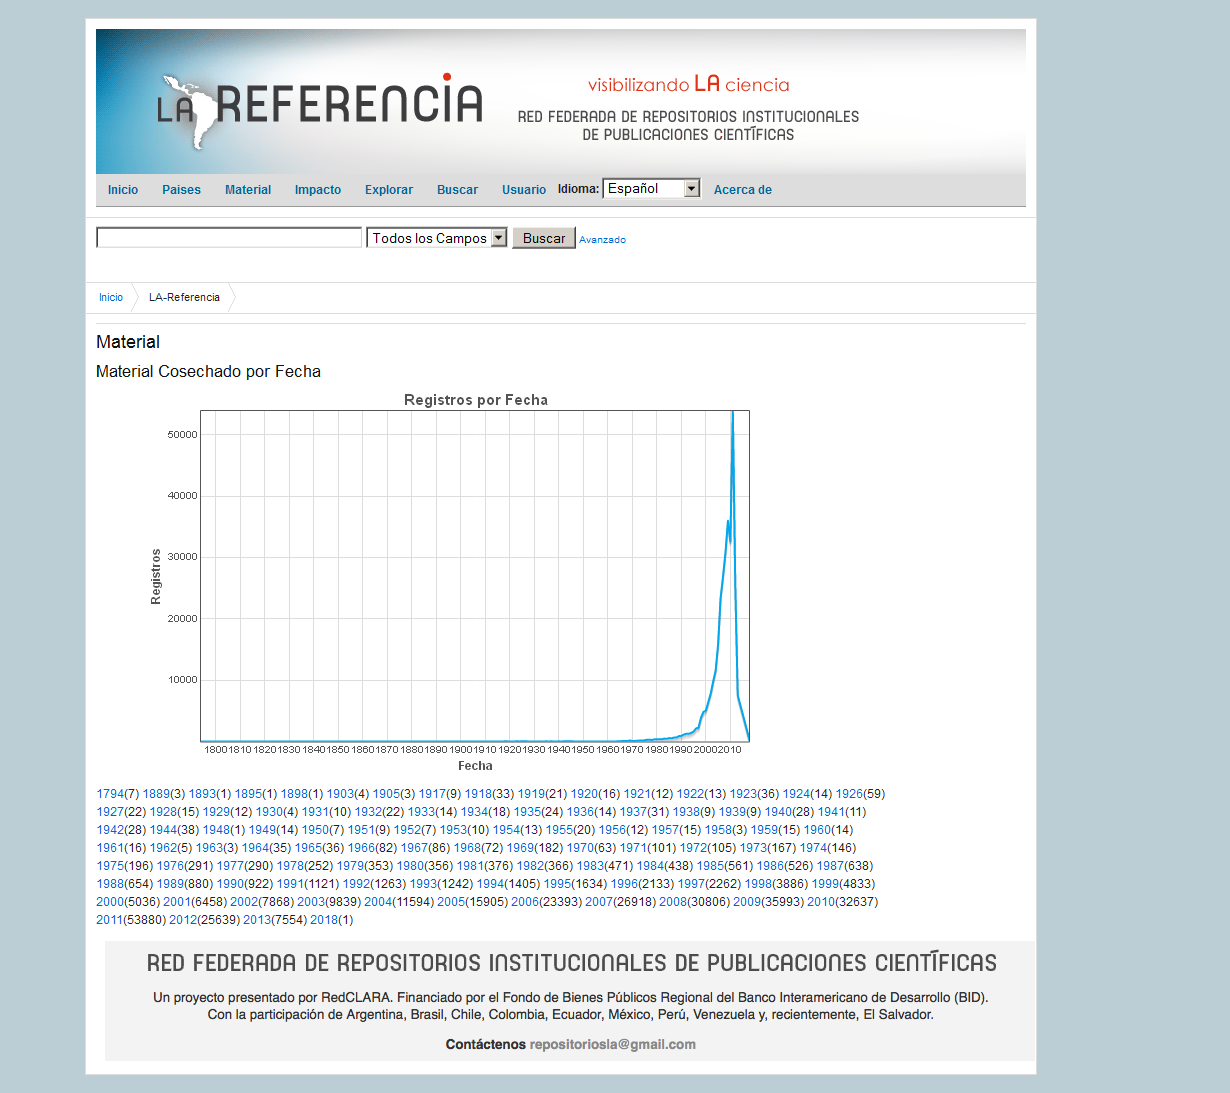 LA REFERENCIA
visibilizando LA ciencia
RED FEDERADA DE REPOSITORIOS INSTITUCIONALES
DE PUBLICACIONES CIENTÍFICAS
Inicio Paises Material Impacto Explorar Buscar Usuario Idioma: Español Acerca de
Todos los Campos Buscar Avanzado
Inicio LA-Referencia
Material
Material Cosechado por Fecha
Registros por Fecha
50000
40000
30000
20000
10000
Registros
1800 1810 1820 1830 1840 1850 1860 1870 1880 1890 1900 1910 1920 1930 1940 1950 1960 1970 1980 1990 2000 2010
Fecha
1794(7) 1889(3) 1893(1) 1895(1) 1898(1) 1903(4) 1905(3) 1917(9) 1918(33) 1919(21) 1920(16) 1921(12) 1922(13) 1923(36) 1924(14) 1926(59)
1927(22) 1928(15) 1929(12) 1930(4) 1931(10) 1932(22) 1933(14) 1934(18) 1935(24) 1936(14) 1937(31) 1938(9) 1939(9) 1940(28) 1941(11)
1942(28) 1944(38) 1948(1) 1949(14) 1950(7) 1951(9) 1952(7) 1953(10) 1954(13) 1955(20) 1956(12) 1957(15) 1958(3) 1959(15) 1960(14)
1961(16) 1962(5) 1963(3) 1964(35) 1965(36) 1966(82) 1967(86) 1968(72) 1969(182) 1970(63) 1971(101) 1972(105) 1973(167) 1974(146)
1975(196) 1976(291) 1977(290) 1978(252) 1979(353) 1980(356) 1981(376) 1982(366) 1983(471) 1984(438) 1985(561) 1986(526) 1987(638)
1988(654) 1989(880) 1990(922) 1991(1121) 1992(1263) 1993(1242) 1994(1405) 1995(1634) 1996(2133) 1997(2262) 1998(3886) 1999(4833)
2000(5036) 2001(6458) 2002(7868) 2003(9839) 2004(11594) 2005(15905) 2006(23393) 2007(26918) 2008(30806) 2009(35993) 2010(32637)
2011(53880) 2012(25639) 2013(7554) 2018(1)
RED FEDERADA DE REPOSITORIOS INSTITUCIONALES DE PUBLICACIONES CIENTÍFICAS
Un proyecto presentado por RedCLARA. Financiado por el Fondo de Bienes Públicos Regional del Banco Interamericano de Desarrollo (BID).
Con la participación de Argentina, Brasil, Chile, Colombia, Ecuador, México, Perú, Venezuela y, recientemente, El Salvador.
Contáctenos repositoriosla@gmail.com